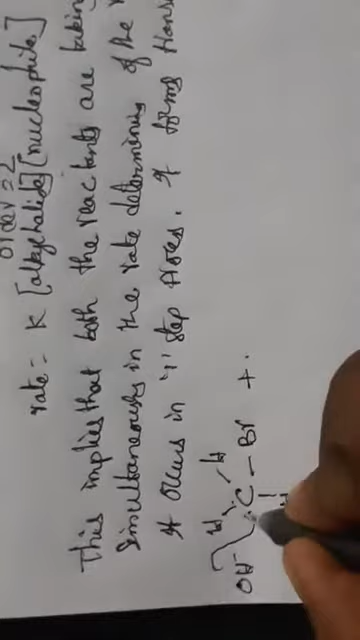 order = 2
rate = K [alkylhalide] [nucleophile]
This implies that both the reactants are taking
simultaneously in the rate determining of the
It occurs in '1' step process. It forms trans
H H
OH⁻ C - Br + .
H